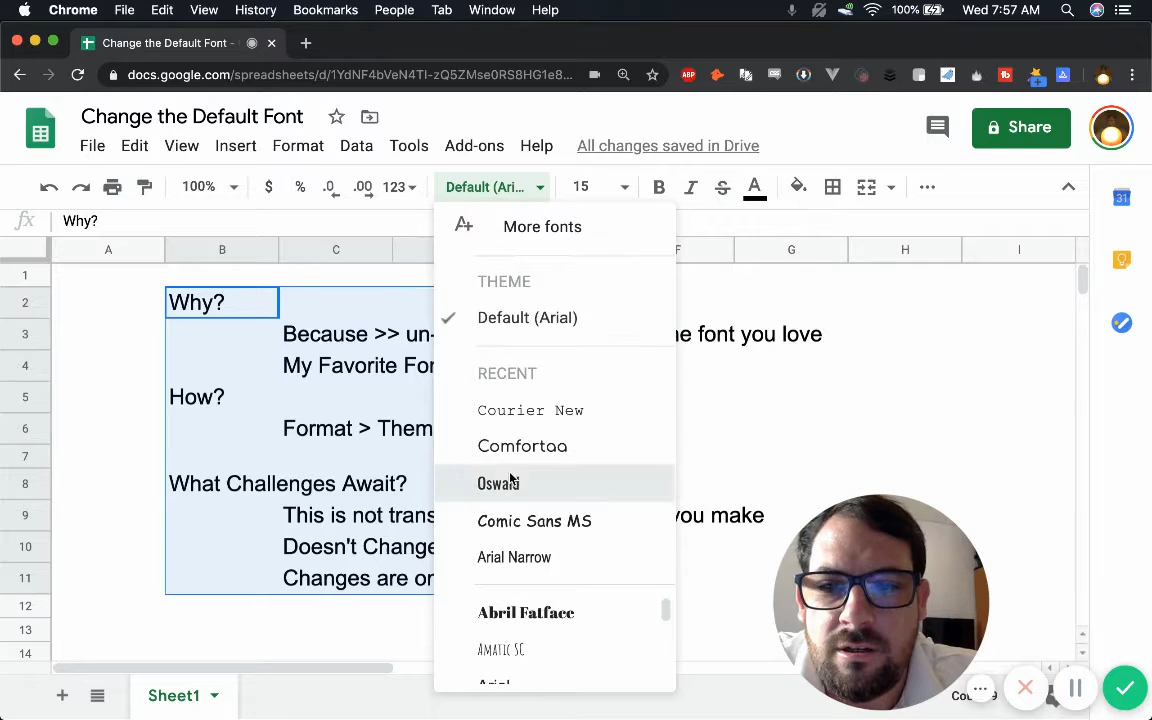 Chrome File Edit View History Bookmarks People Tab Window Help 100% Wed 7:57 AM
Change the Default Font -
docs.google.com/spreadsheets/d/1YdNF4bVeN4TI-zQ5ZMse0RS8HG1e8...
ABP
Change the Default Font
File Edit View Insert Format Data Tools Add-ons Help All changes saved in Drive
Share
100% $ % .0 .00 123 Default (Ari... 15 B I S A
31
fx Why?
More fonts
A B C F G H I
1
THEME
2 Why?
Default (Arial)
3 Because >> un- ne font you love
4 My Favorite For
RECENT
5 How?
Courier New
6 Format > Them
Comfortaa
7
8 What Challenges Await?
Oswald
9 This is not trans you make
Comic Sans MS
10 Doesn't Change
Arial Narrow
11 Changes are or
12
Abril Fatface
13
Amatic SC
14
Arial
Sheet1